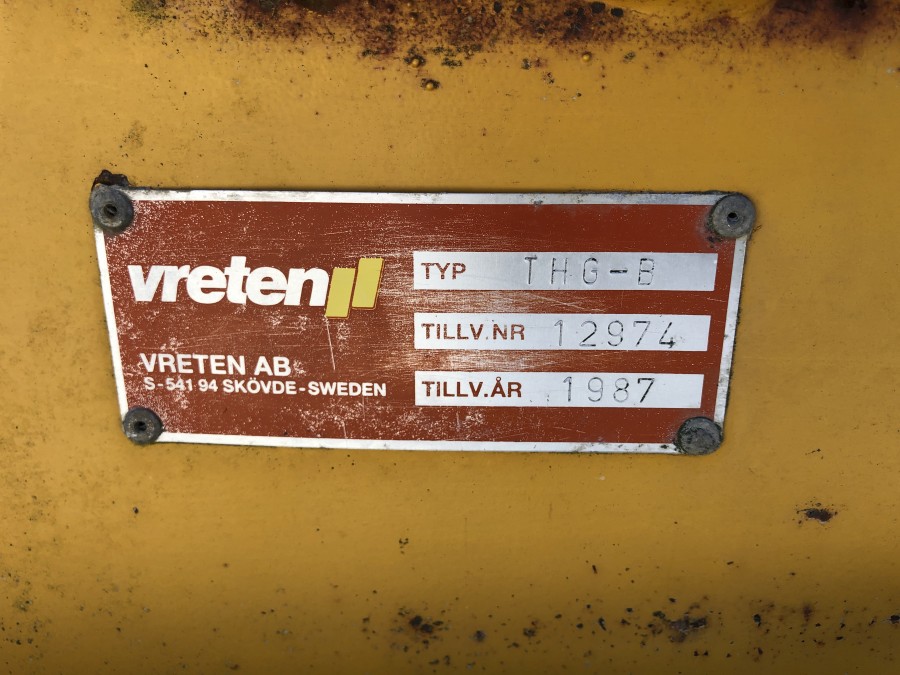 vreten
VRETEN AB
S-541 94 SKÖVDE-SWEDEN
TYP THG-B
TILLV.NR 12974
TILLV.ÅR 1987